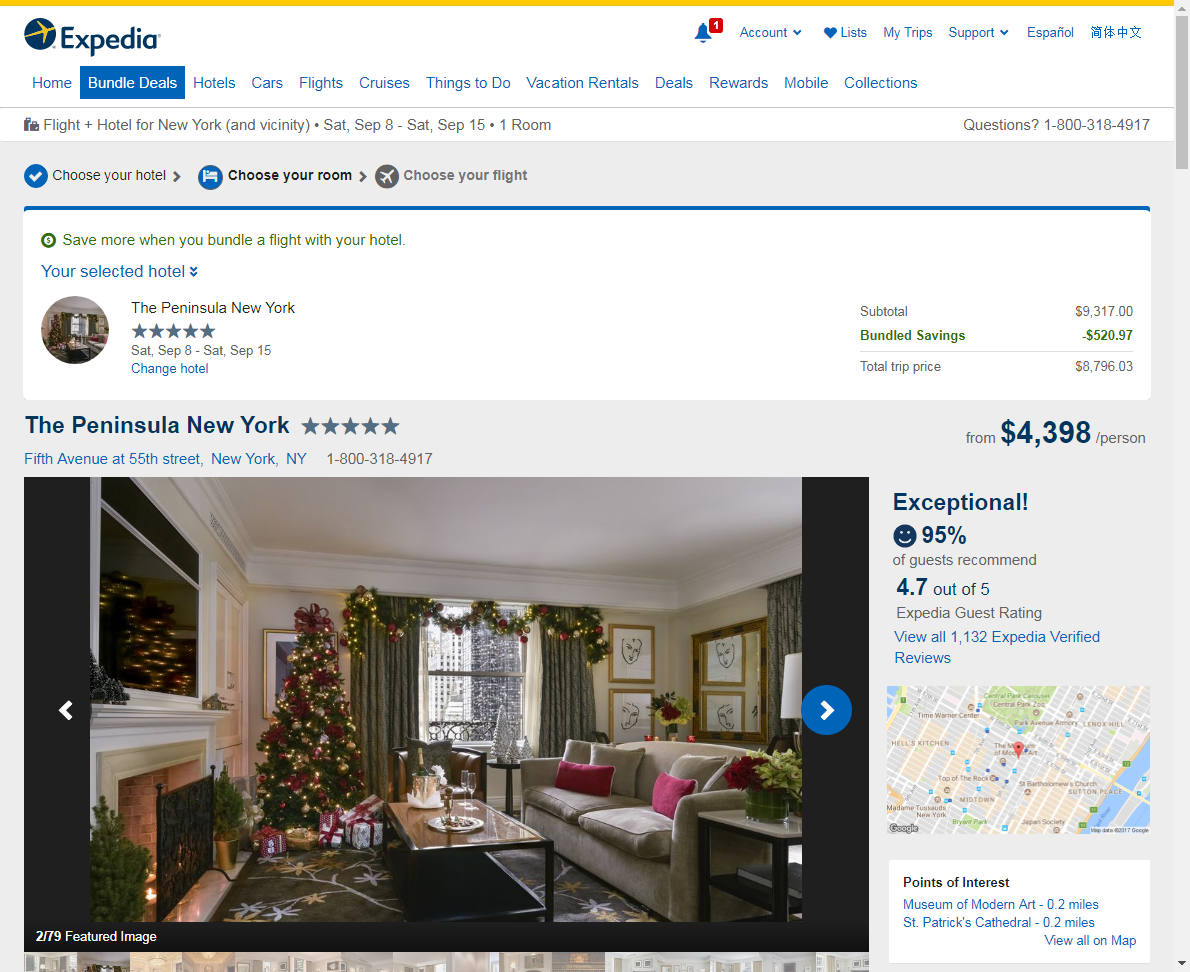 Expedia
1
Account
Lists
My Trips
Support
Español
简体中文
Home
Bundle Deals
Hotels
Cars
Flights
Cruises
Things to Do
Vacation Rentals
Deals
Rewards
Mobile
Collections
Flight + Hotel for New York (and vicinity) • Sat, Sep 8 - Sat, Sep 15 • 1 Room
Questions? 1-800-318-4917
Choose your hotel
Choose your room
Choose your flight
Save more when you bundle a flight with your hotel.
Your selected hotel
The Peninsula New York
Sat, Sep 8 - Sat, Sep 15
Change hotel
Subtotal $9,317.00
Bundled Savings -$520.97
Total trip price $8,796.03
The Peninsula New York
from $4,398 /person
Fifth Avenue at 55th street, New York, NY 1-800-318-4917
2/79 Featured Image
Exceptional!
95%
of guests recommend
4.7 out of 5
Expedia Guest Rating
View all 1,132 Expedia Verified
Reviews
Central Park Carousel
Central Park Zoo
Time Warner Center
Park Avenue Armory
LENOX HILL
HELL'S KITCHEN
The Museum
of Modern Art
Top of The Rock
St Bartholomew's Church
SUTTON PLACE
MIDTOWN
Madame Tussauds
New York
Bryant Park
Japan Society
Google
Map data ©2017 Google
Points of Interest
Museum of Modern Art - 0.2 miles
St. Patrick's Cathedral - 0.2 miles
View all on Map